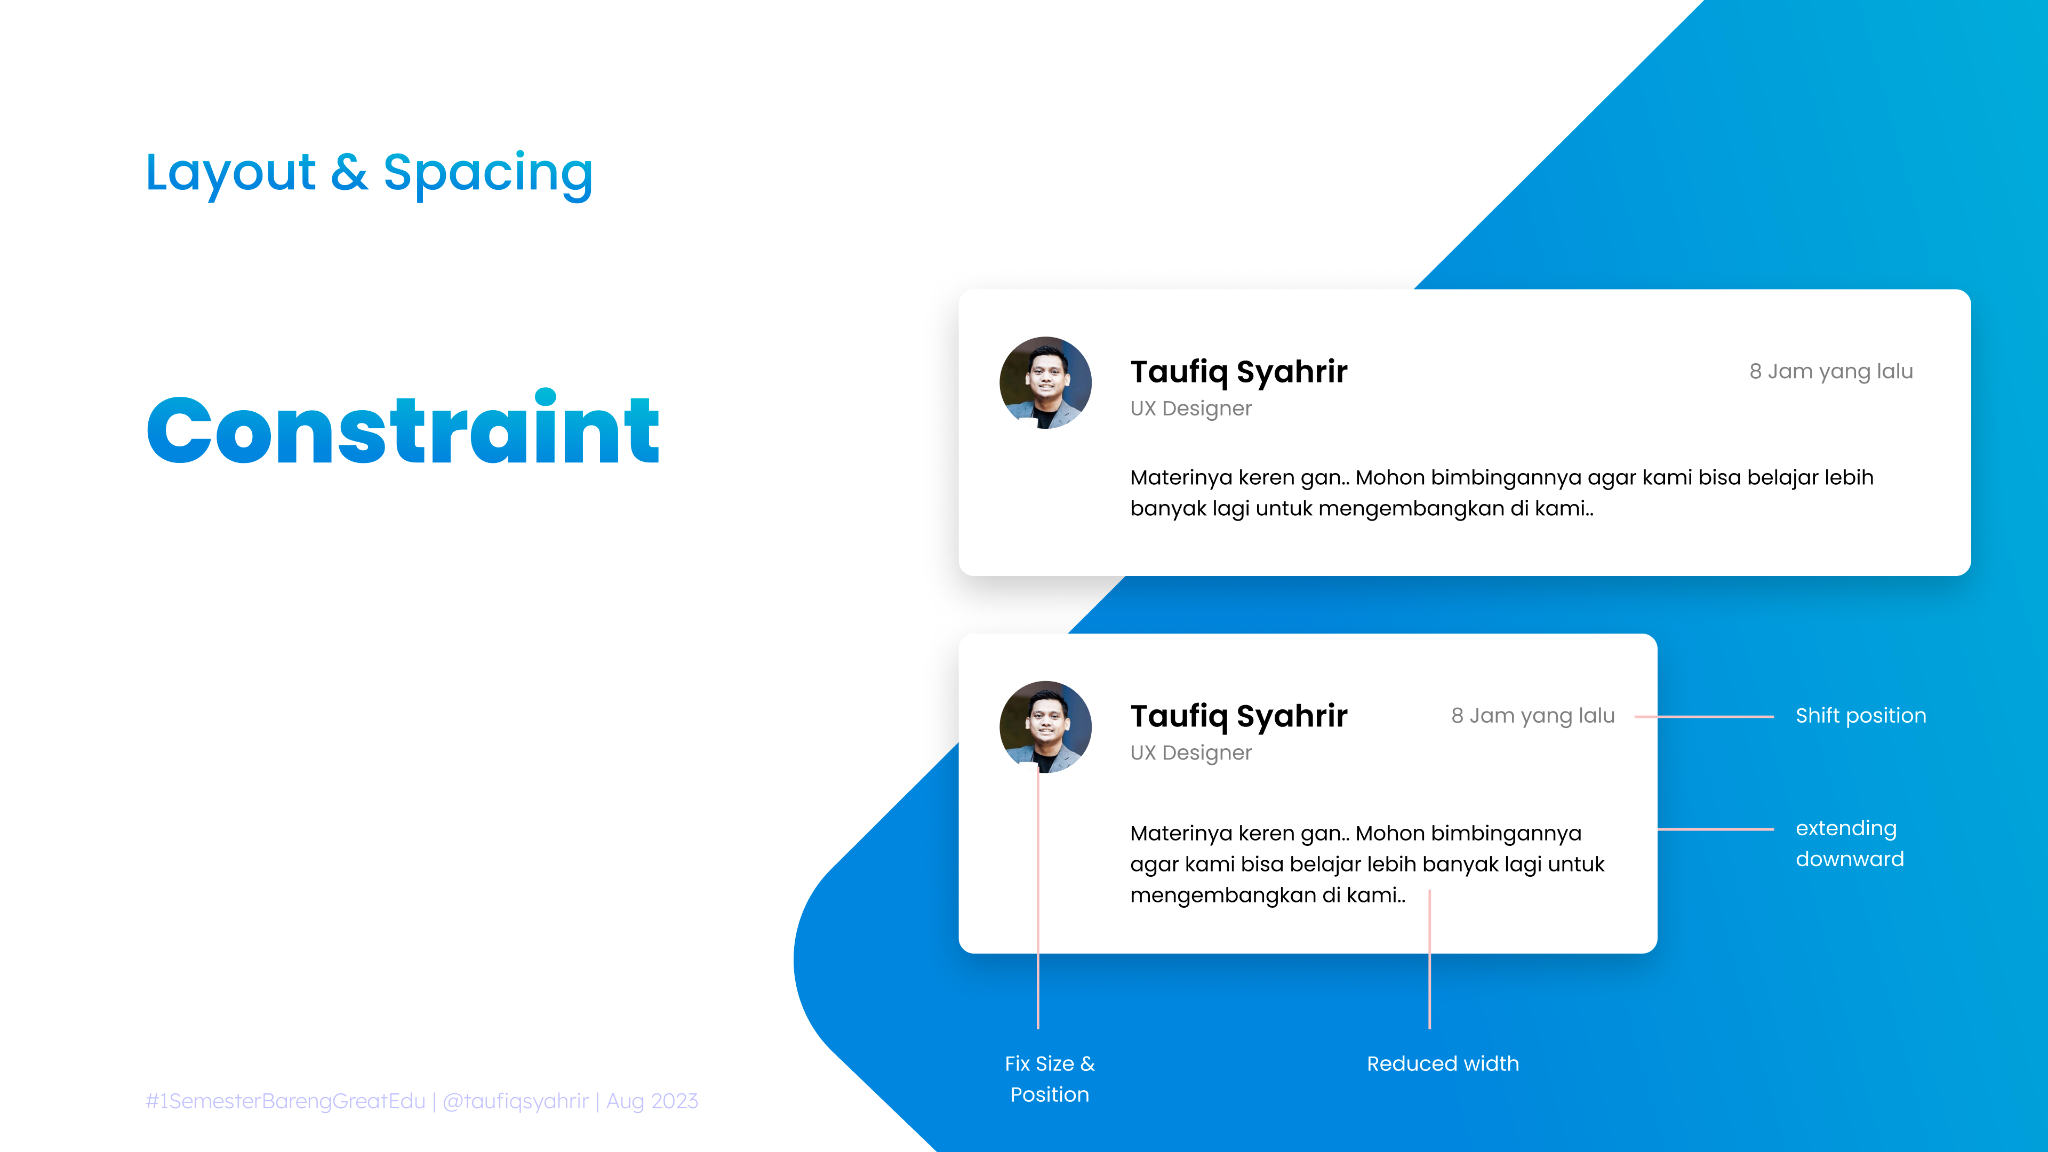 Layout & Spacing
Constraint
Taufiq Syahrir
8 Jam yang lalu
UX Designer
Materinya keren gan.. Mohon bimbingannya agar kami bisa belajar lebih
banyak lagi untuk mengembangkan di kami..
Taufiq Syahrir
8 Jam yang lalu
UX Designer
Materinya keren gan.. Mohon bimbingannya
agar kami bisa belajar lebih banyak lagi untuk
mengembangkan di kami..
Shift position
extending
downward
Fix Size &
Position
Reduced width
#1SemesterBarengGreatEdu | @taufiqsyahrir | Aug 2023